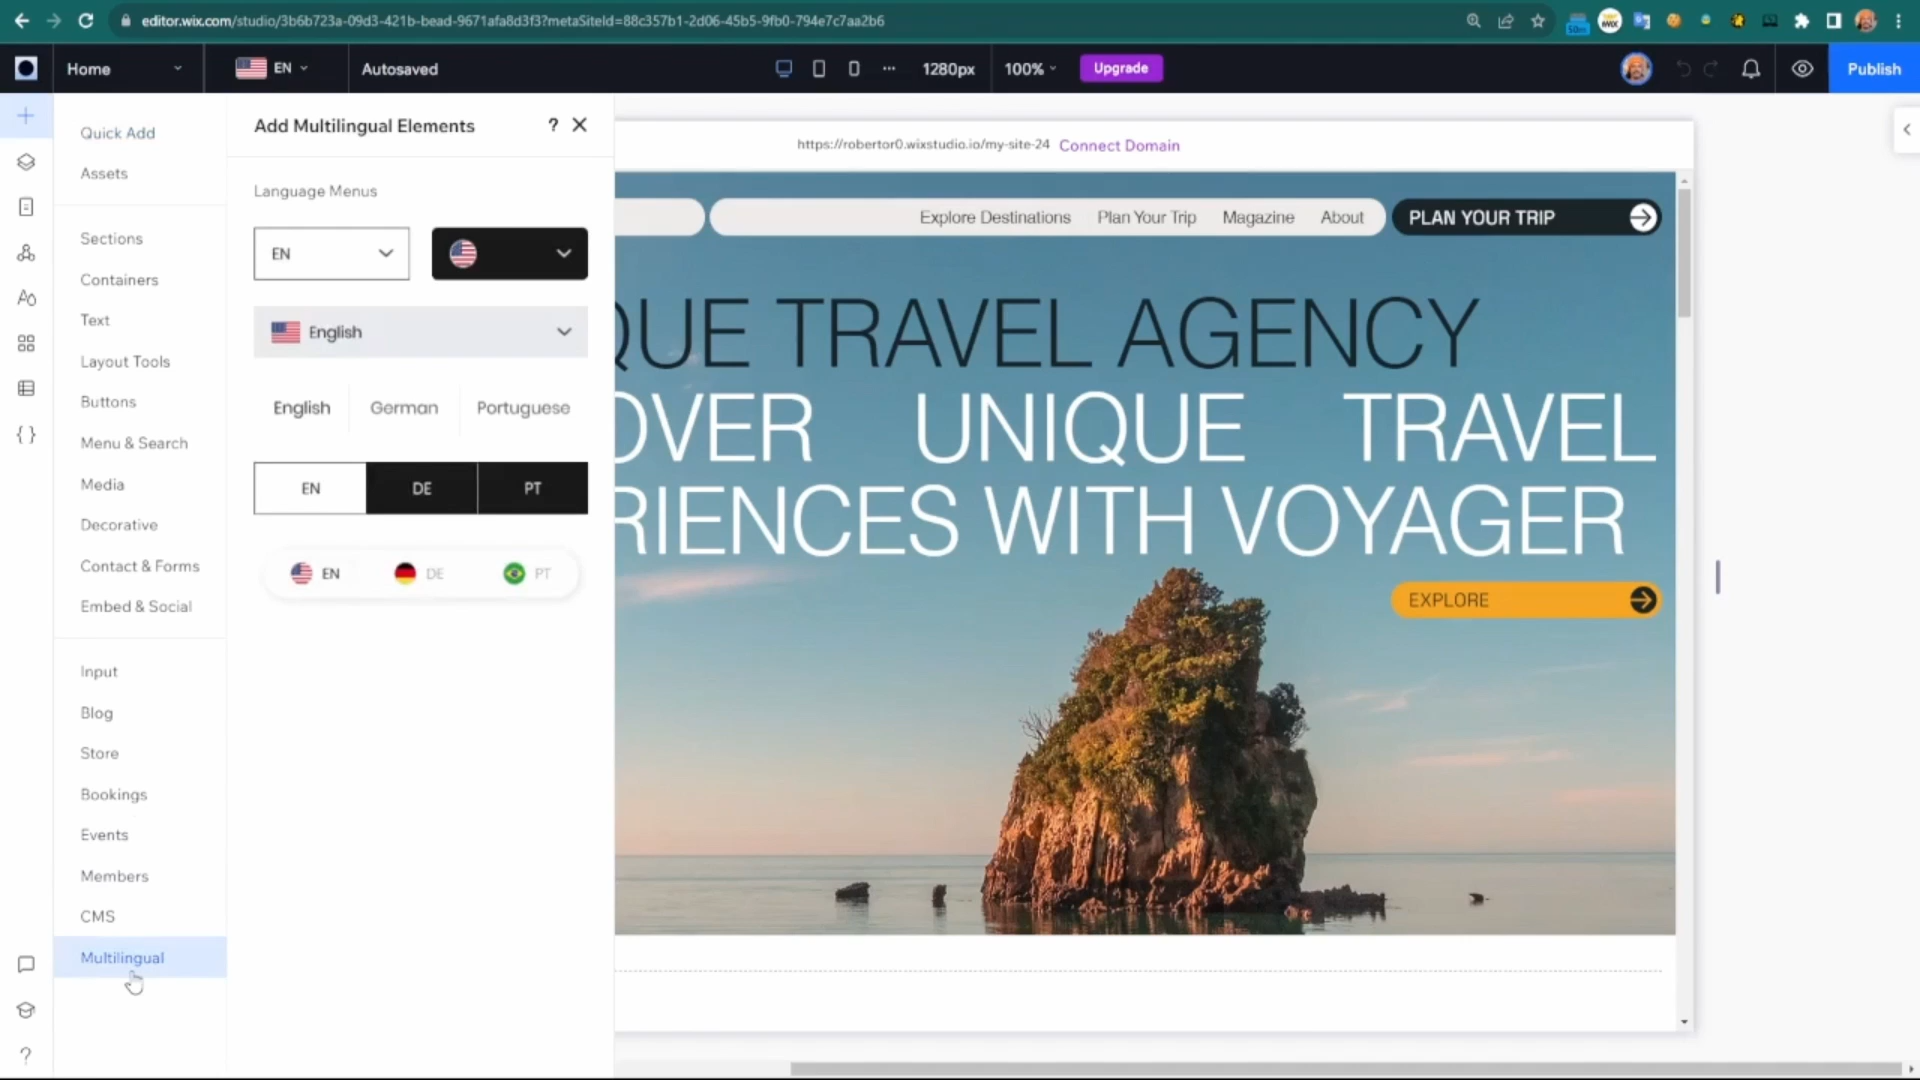 editor.wix.com/studio/3b6b723a-09d3-421b-bead-9671afa8d3f3?metaSiteId=88c357b1-2d06-45b5-9fb0-794e7c7aa2b6
50m
WIX
Home
EN
Autosaved
1280px
100%
Upgrade
Publish
Quick Add
Assets
Sections
Containers
Text
Layout Tools
Buttons
Menu & Search
Media
Decorative
Contact & Forms
Embed & Social
Input
Blog
Store
Bookings
Events
Members
CMS
Multilingual
Add Multilingual Elements
?
Language Menus
EN
English
English German Portuguese
EN DE PT
EN DE PT
https://robertor0.wixstudio.io/my-site-24 Connect Domain
Explore Destinations Plan Your Trip Magazine About PLAN YOUR TRIP
QUE TRAVEL AGENCY
OVER UNIQUE TRAVEL
RIENCES WITH VOYAGER
EXPLORE
?